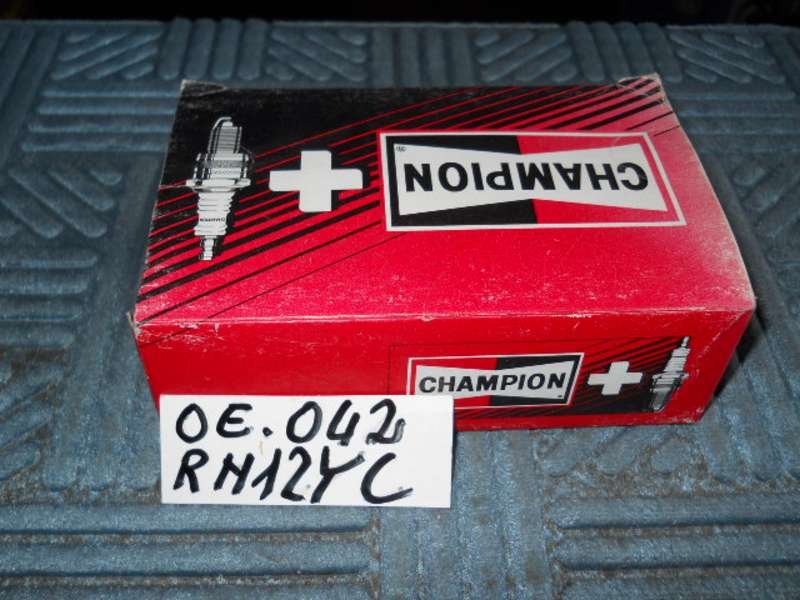 CHAMPION
®
CHAMPION
OE.042
RN12YC